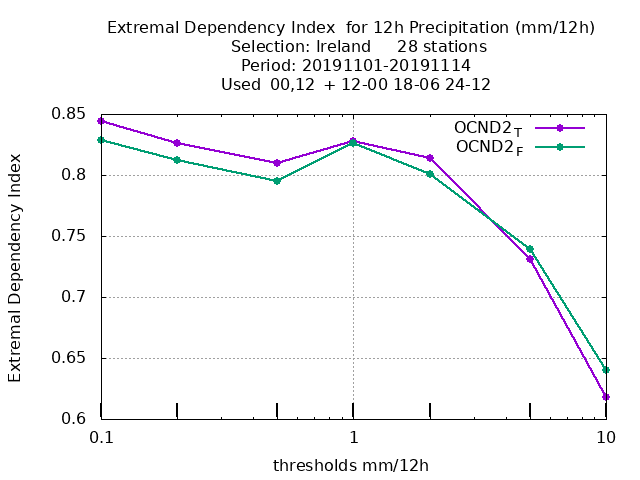 Extremal Dependency Index  for 12h Precipitation (mm/12h)
Selection: Ireland     28 stations
Period: 20191101-20191114
Used  00,12  + 12-00 18-06 24-12
OCND2T
OCND2F
0.85
0.8
0.75
0.7
0.65
0.6
Extremal Dependency Index
0.1 1 10
thresholds mm/12h